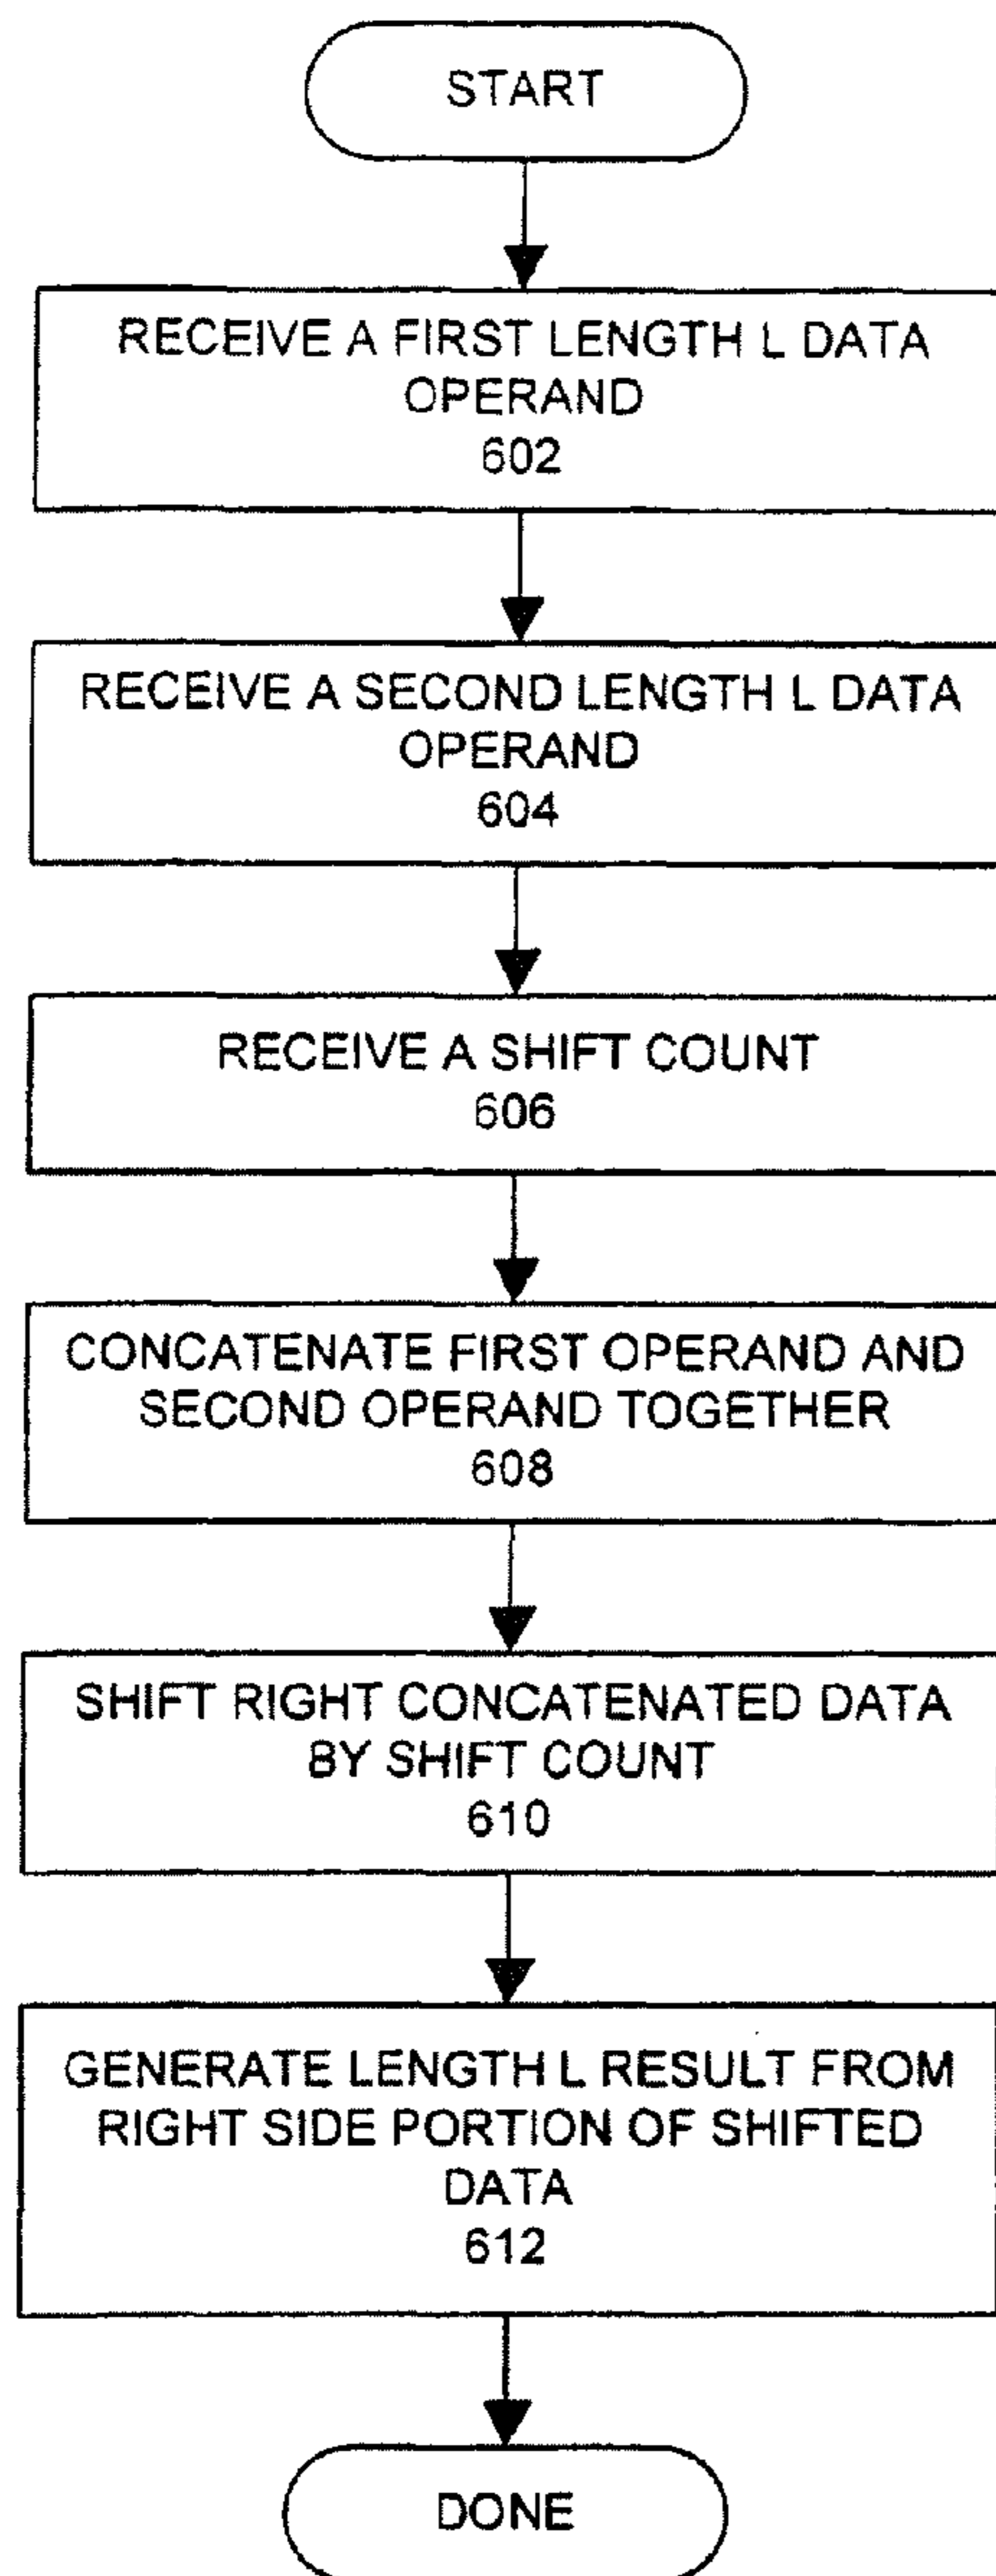 START
RECEIVE A FIRST LENGTH L DATA
OPERAND
602
RECEIVE A SECOND LENGTH L DATA
OPERAND
604
RECEIVE A SHIFT COUNT
606
CONCATENATE FIRST OPERAND AND
SECOND OPERAND TOGETHER
608
SHIFT RIGHT CONCATENATED DATA
BY SHIFT COUNT
610
GENERATE LENGTH L RESULT FROM
RIGHT SIDE PORTION OF SHIFTED
DATA
612
DONE